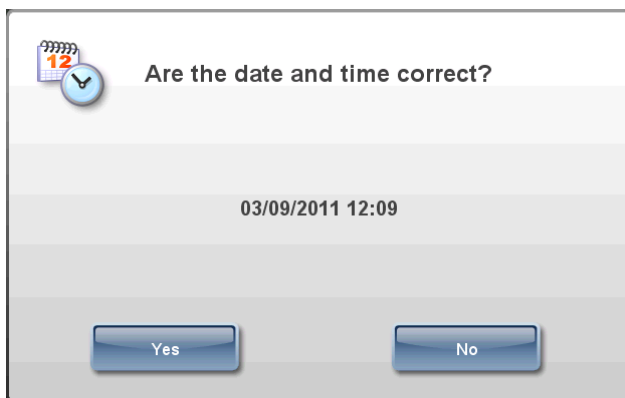 12
Are the date and time correct?
03/09/2011 12:09
Yes
No